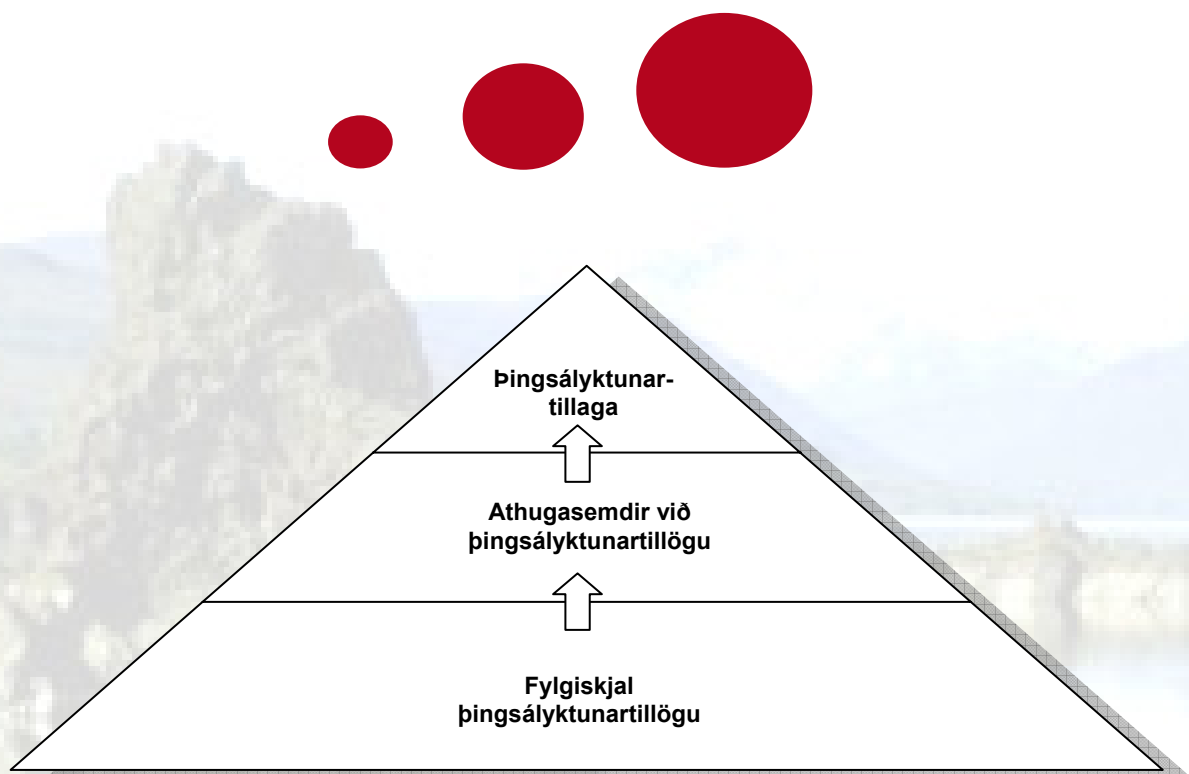 Þingsályktunar-
tillaga
Athugasemdir við
þingsályktunartillögu
Fylgiskjal
þingsályktunartillögu